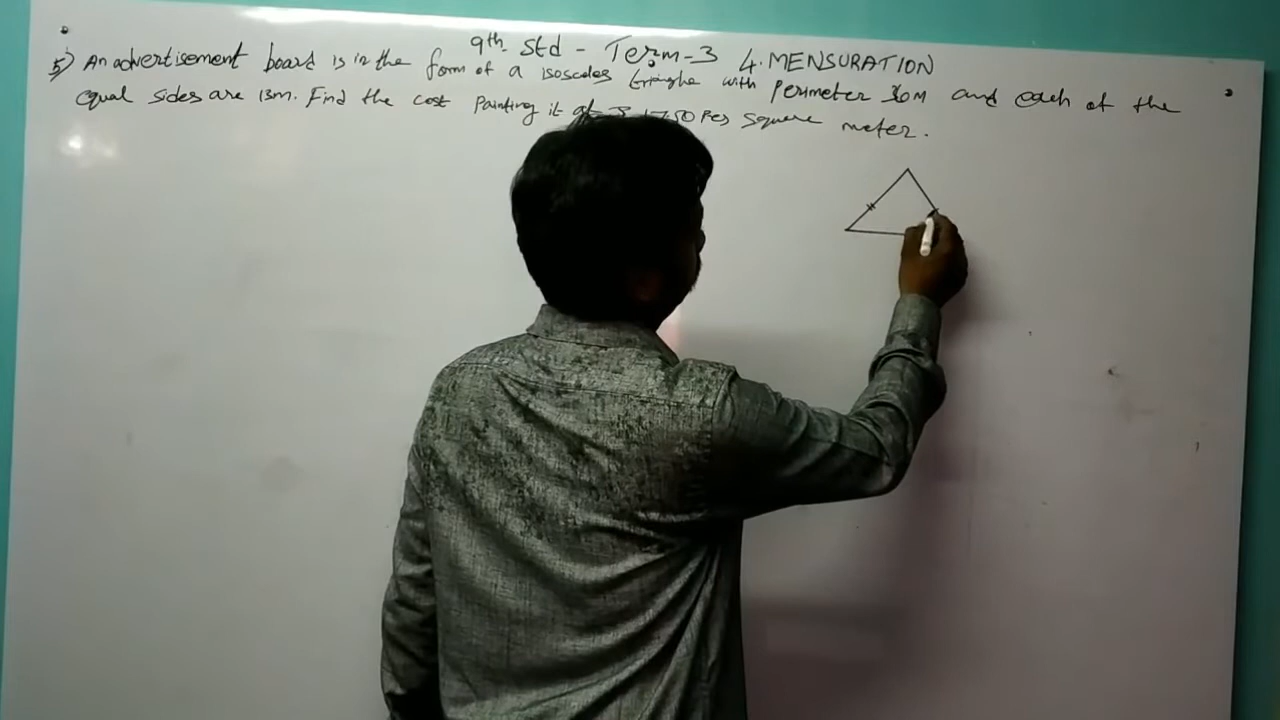 9th Std - Term-3 4. MENSURATION
5) An advertisement board is in the form of a isosceles triangle with perimeter 36M and each of the
equal sides are 13m. Find the cost Painting it 17.50 Per square meter.